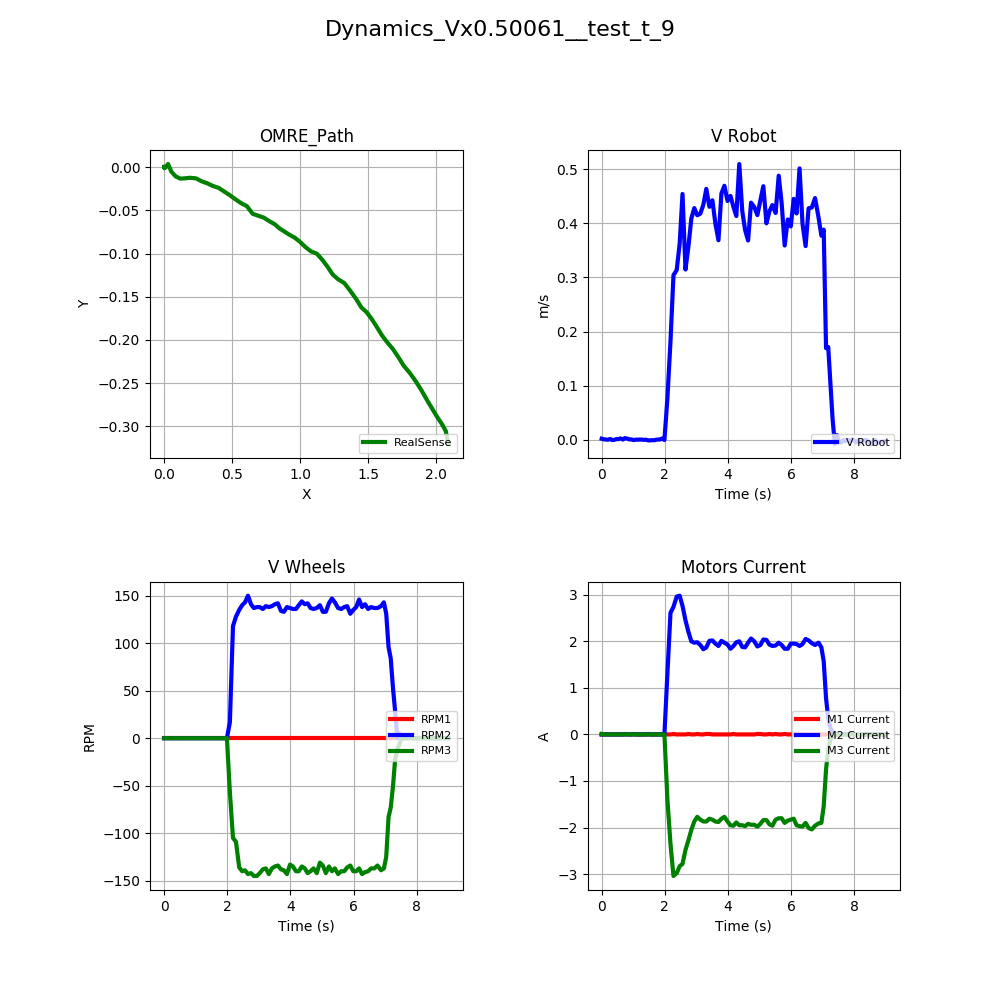 Dynamics_Vx0.50061__test_t_9
OMRE_Path
0.00
−0.05
−0.10
−0.15
−0.20
−0.25
−0.30
Y
0.0 0.5 1.0 1.5 2.0
X
RealSense
V Robot
0.5
0.4
0.3
0.2
0.1
0.0
m/s
0 2 4 6 8
Time (s)
V Robot
V Wheels
150
100
50
0
−50
−100
−150
RPM
0 2 4 6 8
Time (s)
RPM1
RPM2
RPM3
Motors Current
3
2
1
0
−1
−2
−3
A
0 2 4 6 8
Time (s)
M1 Current
M2 Current
M3 Current